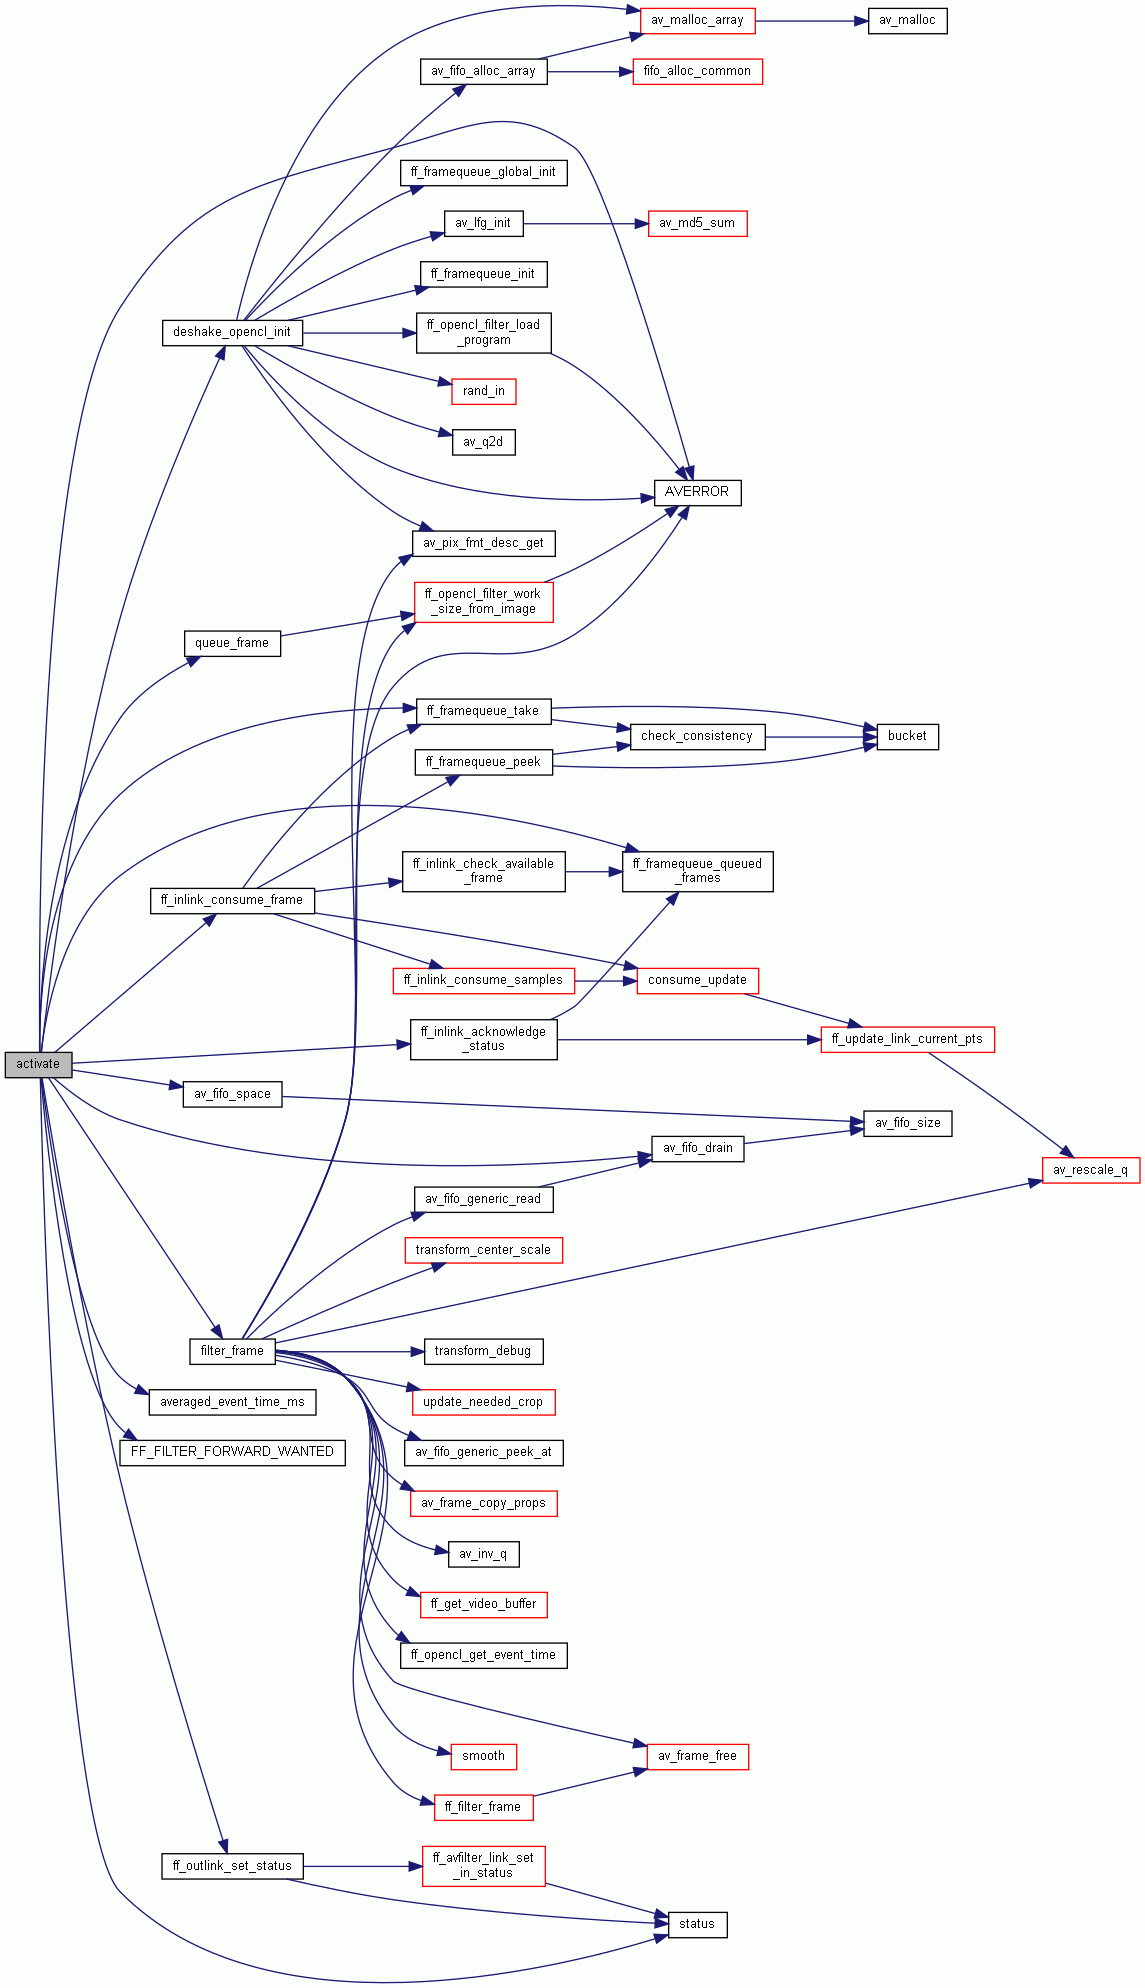 av_malloc_array
av_malloc
av_fifo_alloc_array
fifo_alloc_common
ff_framequeue_global_init
av_lfg_init
av_md5_sum
ff_framequeue_init
deshake_opencl_init
ff_opencl_filter_load
_program
rand_in
av_q2d
AVERROR
av_pix_fmt_desc_get
ff_opencl_filter_work
_size_from_image
queue_frame
ff_framequeue_take
check_consistency
bucket
ff_framequeue_peek
ff_inlink_check_available
_frame
ff_framequeue_queued
_frames
ff_inlink_consume_frame
ff_inlink_consume_samples
consume_update
ff_inlink_acknowledge
_status
ff_update_link_current_pts
activate
av_fifo_space
av_fifo_size
av_fifo_drain
av_rescale_q
av_fifo_generic_read
transform_center_scale
filter_frame
transform_debug
averaged_event_time_ms
update_needed_crop
FF_FILTER_FORWARD_WANTED
av_fifo_generic_peek_at
av_frame_copy_props
av_inv_q
ff_get_video_buffer
ff_opencl_get_event_time
smooth
av_frame_free
ff_filter_frame
ff_outlink_set_status
ff_avfilter_link_set
_in_status
status